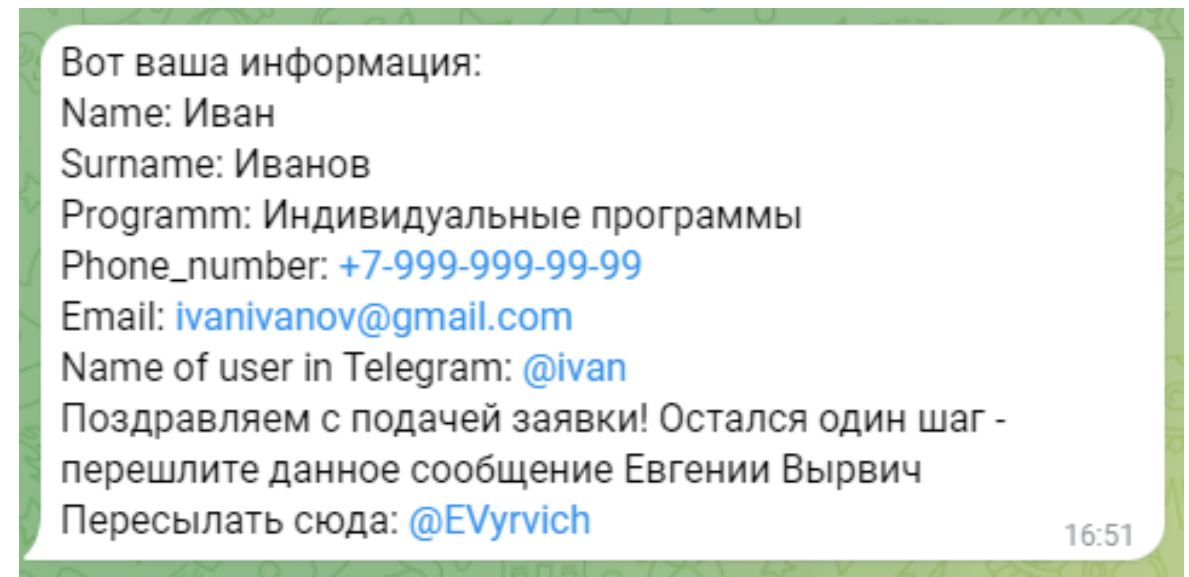 Вот ваша информация:
Name: Иван
Surname: Иванов
Programm: Индивидуальные программы
Phone_number: +7-999-999-99-99
Email: ivanivanov@gmail.com
Name of user in Telegram: @ivan
Поздравляем с подачей заявки! Остался один шаг -
перешлите данное сообщение Евгении Вырвич
Пересылать сюда: @EVyrvich
16:51